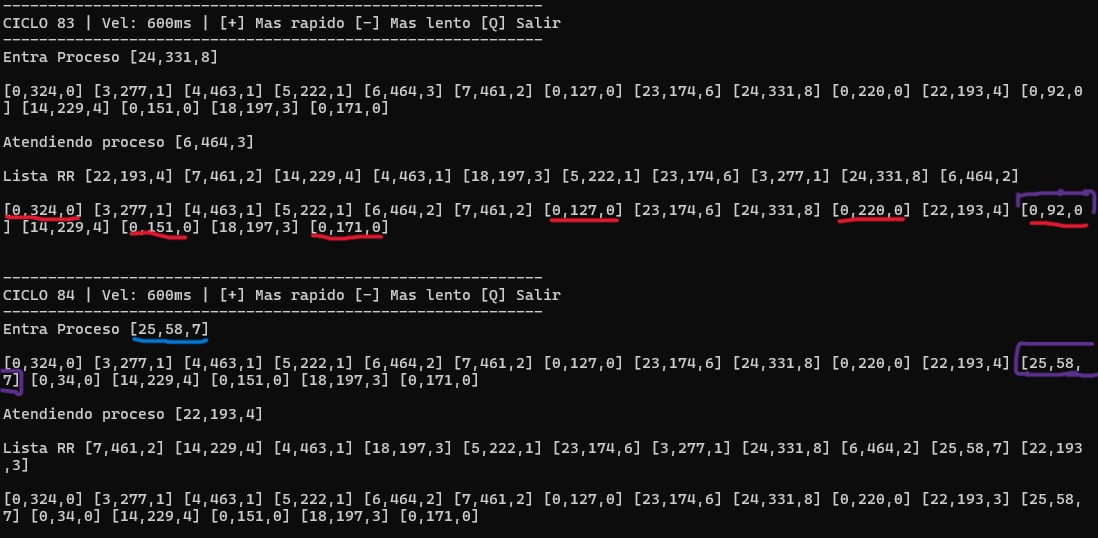 ------------------------------------------------------------
CICLO 83 | Vel: 600ms | [+] Mas rapido [-] Mas lento [Q] Salir
------------------------------------------------------------
Entra Proceso [24,331,8]
[0,324,0] [3,277,1] [4,463,1] [5,222,1] [6,464,3] [7,461,2] [0,127,0] [23,174,6] [24,331,8] [0,220,0] [22,193,4] [0,92,0
] [14,229,4] [0,151,0] [18,197,3] [0,171,0]
Atendiendo proceso [6,464,3]
Lista RR [22,193,4] [7,461,2] [14,229,4] [4,463,1] [18,197,3] [5,222,1] [23,174,6] [3,277,1] [24,331,8] [6,464,2]
[0,324,0] [3,277,1] [4,463,1] [5,222,1] [6,464,2] [7,461,2] [0,127,0] [23,174,6] [24,331,8] [0,220,0] [22,193,4] [0,92,0
] [14,229,4] [0,151,0] [18,197,3] [0,171,0]
------------------------------------------------------------
CICLO 84 | Vel: 600ms | [+] Mas rapido [-] Mas lento [Q] Salir
------------------------------------------------------------
Entra Proceso [25,58,7]
[0,324,0] [3,277,1] [4,463,1] [5,222,1] [6,464,2] [7,461,2] [0,127,0] [23,174,6] [24,331,8] [0,220,0] [22,193,4] [25,58,
7] [0,34,0] [14,229,4] [0,151,0] [18,197,3] [0,171,0]
Atendiendo proceso [22,193,4]
Lista RR [7,461,2] [14,229,4] [4,463,1] [18,197,3] [5,222,1] [23,174,6] [3,277,1] [24,331,8] [6,464,2] [25,58,7] [22,193
,3]
[0,324,0] [3,277,1] [4,463,1] [5,222,1] [6,464,2] [7,461,2] [0,127,0] [23,174,6] [24,331,8] [0,220,0] [22,193,3] [25,58,
7] [0,34,0] [14,229,4] [0,151,0] [18,197,3] [0,171,0]